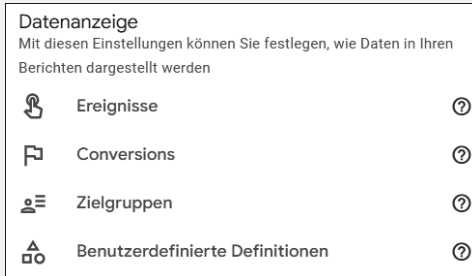 Datenanzeige
Mit diesen Einstellungen können Sie festlegen, wie Daten in Ihren
Berichten dargestellt werden
Ereignisse
Conversions
Zielgruppen
Benutzerdefinierte Definitionen